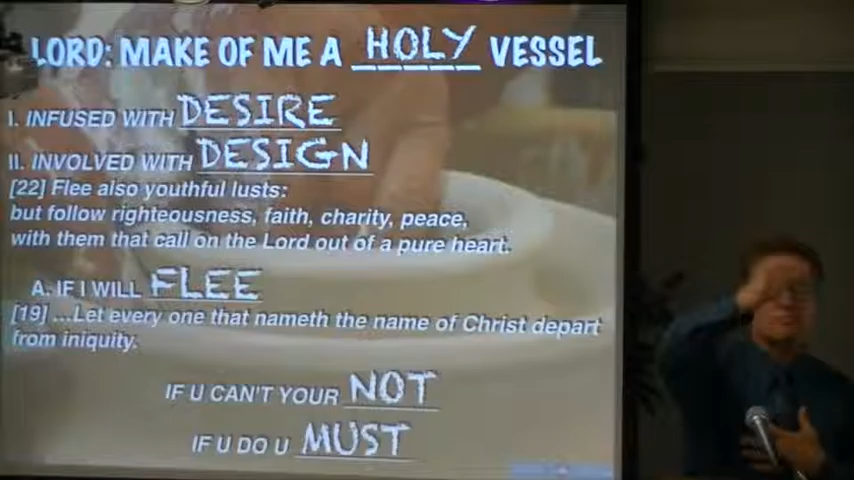 LORD: MAKE OF ME A HOLY VESSEL
I. INFUSED WITH DESIRE
II. INVOLVED WITH DESIGN
[22] Flee also youthful lusts:
but follow righteousness, faith, charity, peace,
with them that call on the Lord out of a pure heart.
A. IF I WILL FLEE
[19] ...Let every one that nameth the name of Christ depart
from iniquity.
IF U CAN'T YOUR NOT
IF U DO U MUST